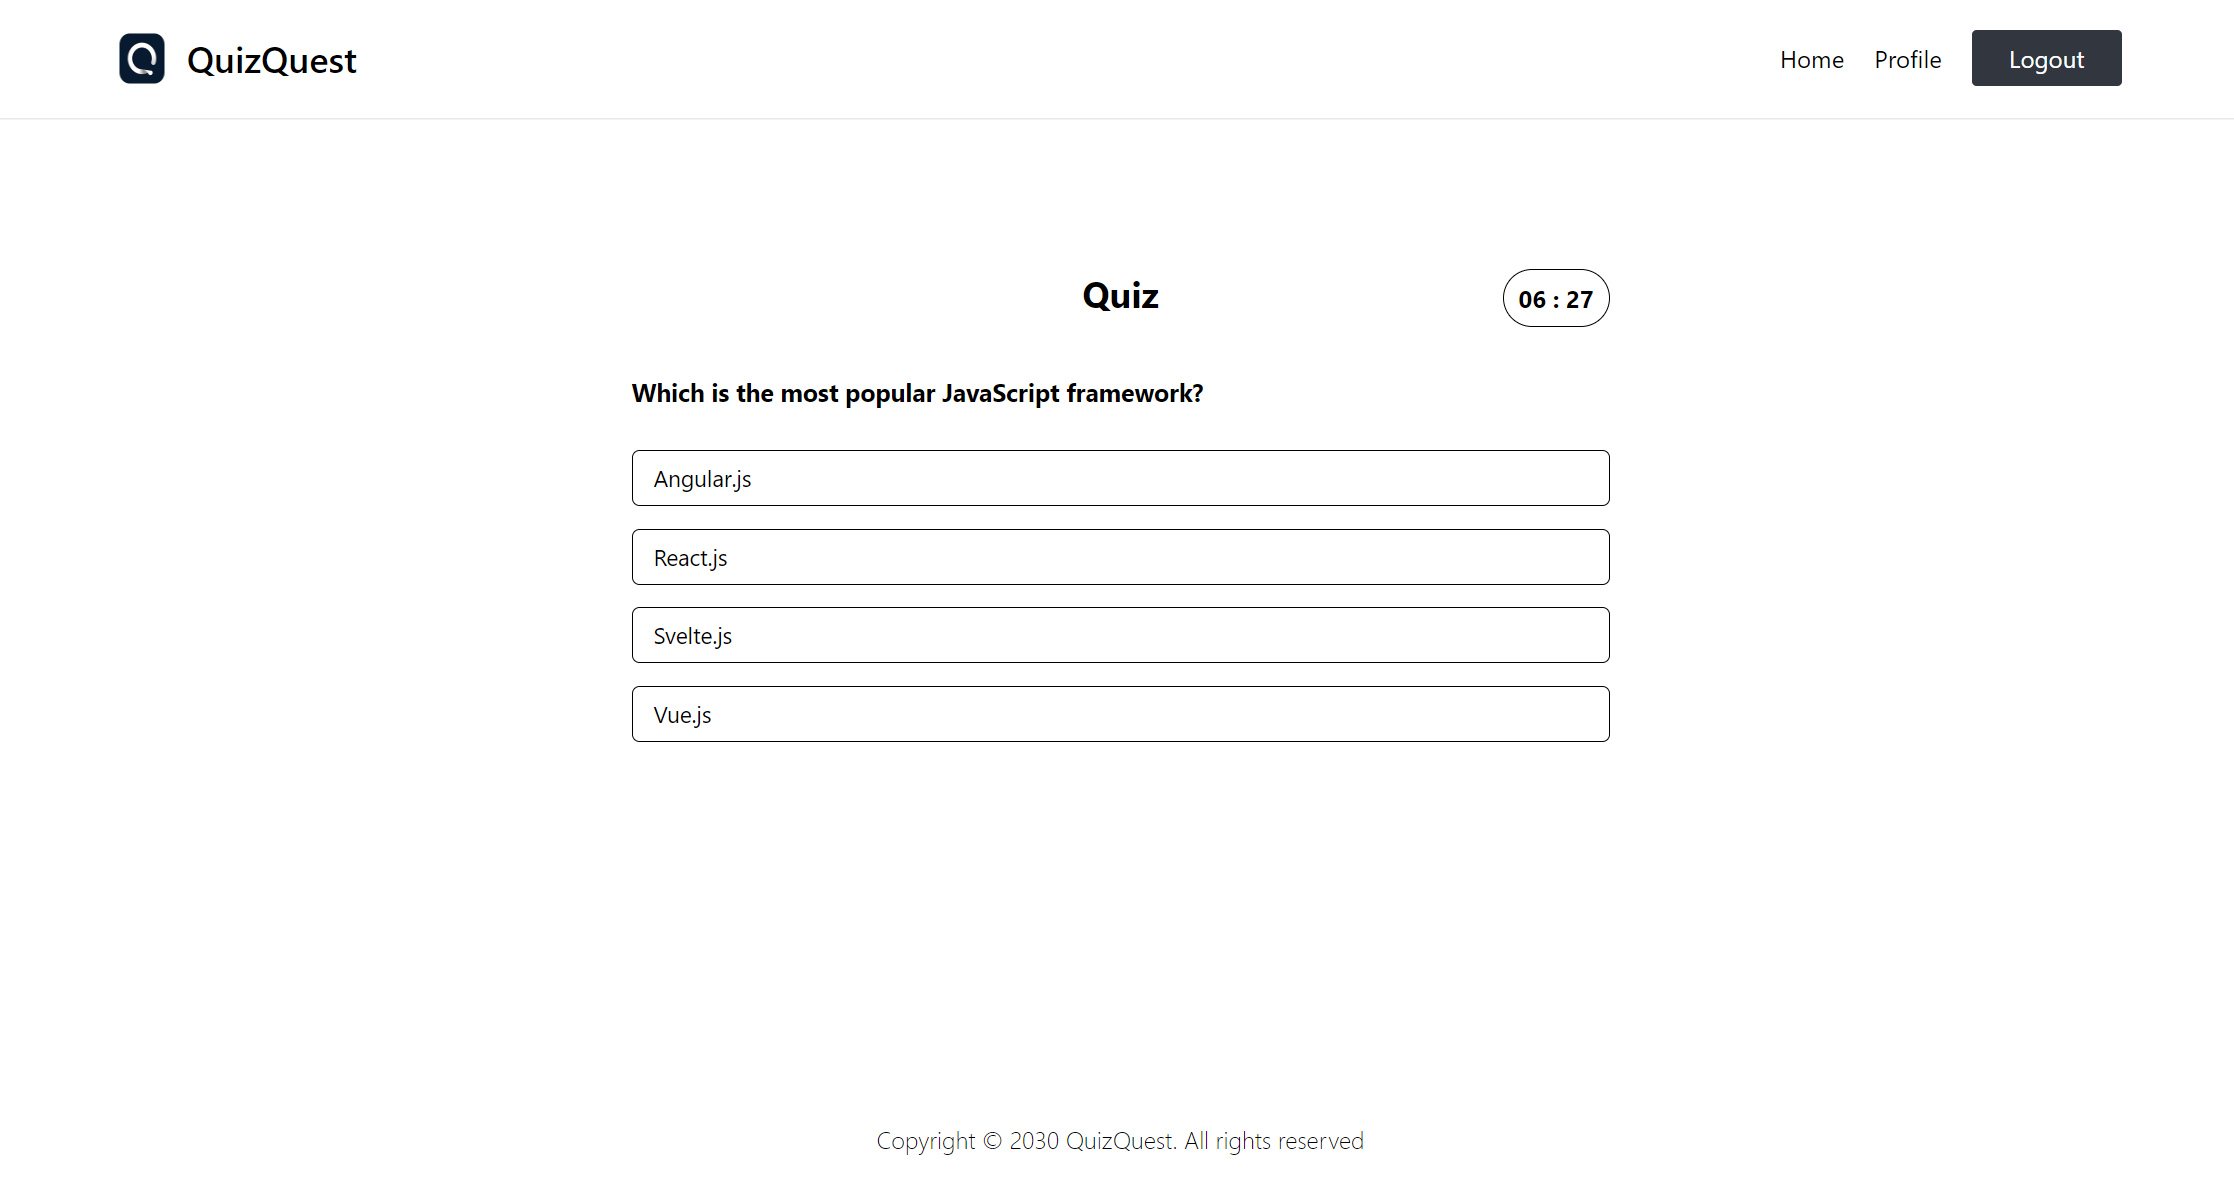 QuizQuest
Home Profile Logout
Quiz
06 : 27
Which is the most popular JavaScript framework?
Angular.js
React.js
Svelte.js
Vue.js
Copyright © 2030 QuizQuest. All rights reserved